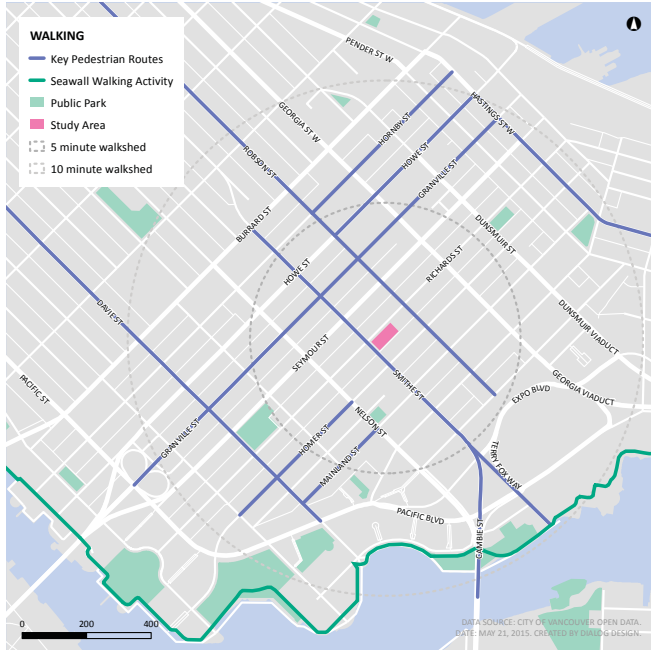 WALKING
Key Pedestrian Routes
Seawall Walking Activity
Public Park
Study Area
5 minute walkshed
10 minute walkshed
PENDER ST W
GEORGIA ST W
HORNBY ST
HASTINGS ST W
HOWE ST
ROBSON ST
GRANVILLE ST
BURRARD ST
DUNSMUIR ST
RICHARDS ST
HOWE ST
DAVIE ST
DUNSMUIR VIADUCT
SEYMOUR ST
PACIFIC ST
SMITHE ST
EXPO BLVD
GEORGIA VIADUCT
NELSON ST
GRANVILLE ST
HOMER ST
MAINLAND ST
TERRY FOX WAY
PACIFIC BLVD
GAMBIE ST
0 200 400
DATA SOURCE: CITY OF VANCOUVER OPEN DATA.
DATE: MAY 21, 2015. CREATED BY DIALOG DESIGN.